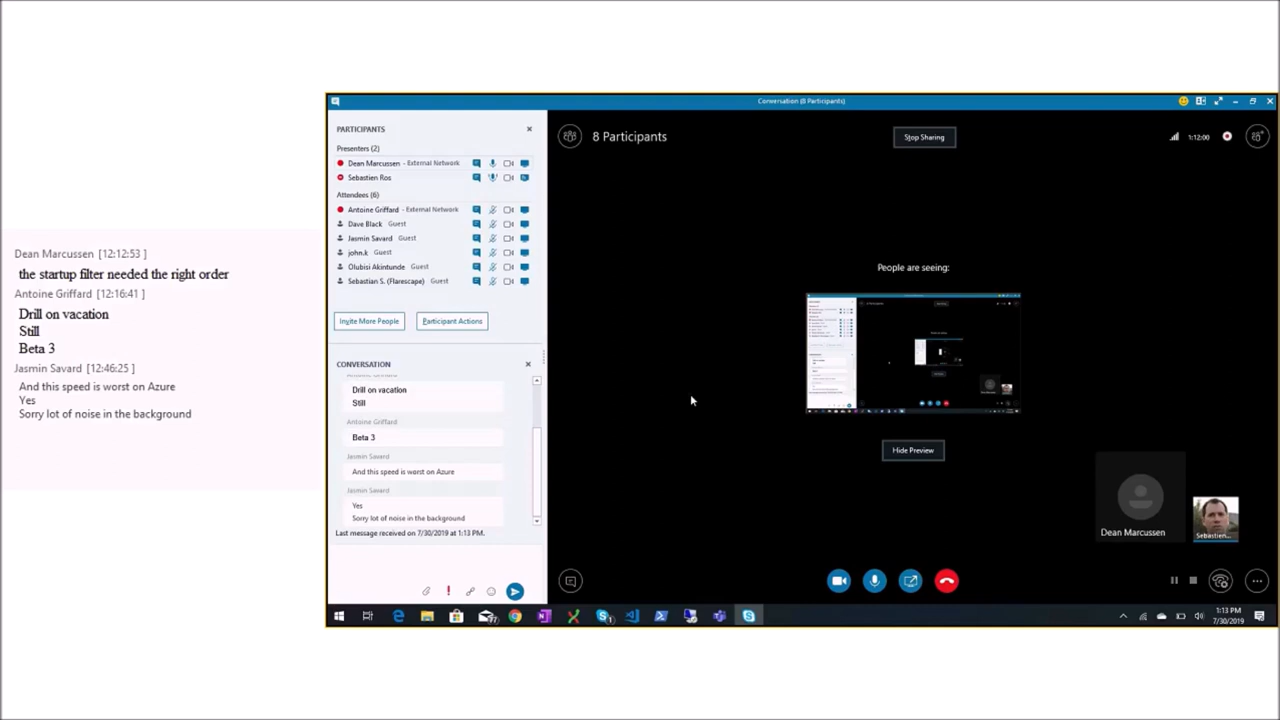 Dean Marcussen [12:12:53 ]
the startup filter needed the right order
Antoine Griffard [12:16:41 ]
Drill on vacation
Still
Beta 3
Jasmin Savard [12:46:25 ]
And this speed is worst on Azure
Yes
Sorry lot of noise in the background
Conversation (8 Participants)
PARTICIPANTS
Presenters (2)
Dean Marcussen - External Network
Sebastien Ros
Attendees (6)
Antoine Griffard - External Network
Dave Black Guest
Jasmin Savard Guest
john.k Guest
Olubisi Akintunde Guest
Sebastian S. (Flarescape) Guest
Invite More People
Participant Actions
CONVERSATION
Drill on vacation
Still
Antoine Griffard
Beta 3
Jasmin Savard
And this speed is worst on Azure
Jasmin Savard
Yes
Sorry lot of noise in the background
Last message received on 7/30/2019 at 1:13 PM.
8 Participants
Stop Sharing
1:12:00
People are seeing:
Hide Preview
Dean Marcussen
Sebastien...
1:13 PM
7/30/2019